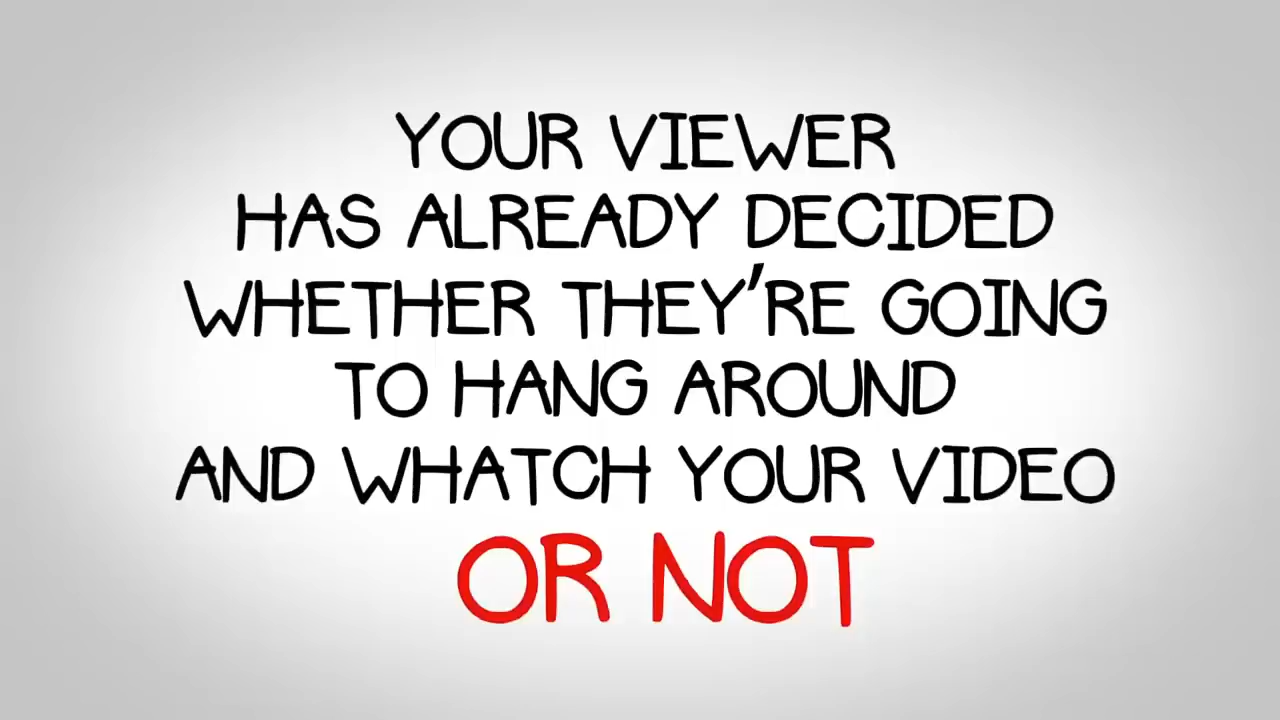 YOUR VIEWER
HAS ALREADY DECIDED
WHETHER THEY'RE GOING
TO HANG AROUND
AND WHATCH YOUR VIDEO
OR NOT